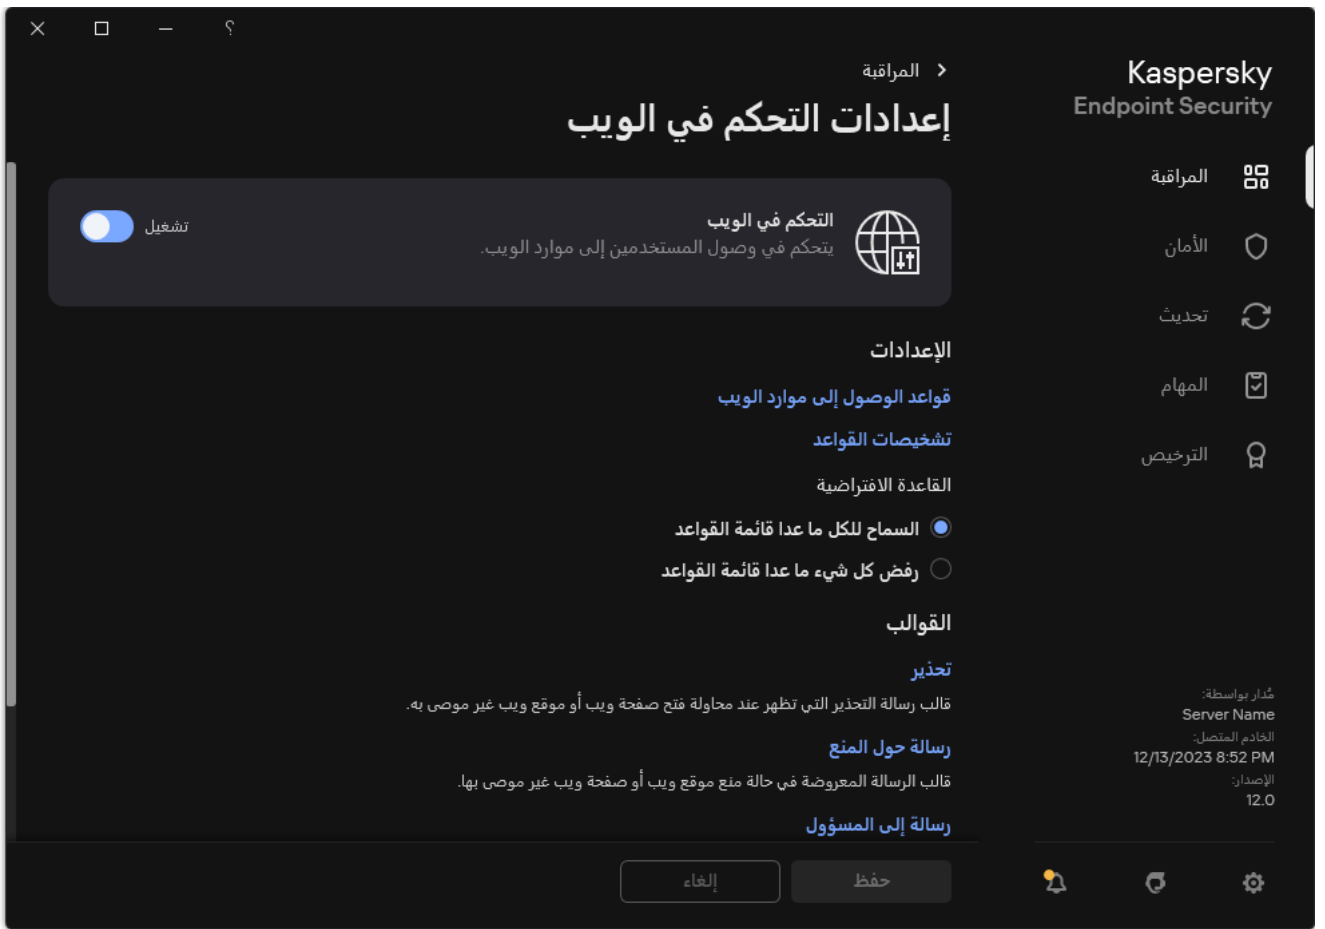 ؟
Kaspersky
Endpoint Security
المراقبة
الأمان
تحديث
المهام
الترخيص
مُدار بواسطة:
Server Name
الخادم المتصل:
12/13/2023 8:52 PM
الإصدار:
12.0
المراقبة
إعدادات التحكم في الويب
التحكم في الويب
يتحكم في وصول المستخدمين إلى موارد الويب.
تشغيل
الإعدادات
قواعد الوصول إلى موارد الويب
تشخيصات القواعد
القاعدة الافتراضية
السماح للكل ما عدا قائمة القواعد
رفض كل شيء ما عدا قائمة القواعد
القوالب
تحذير
قالب رسالة التحذير التي تظهر عند محاولة فتح صفحة ويب أو موقع ويب غير موصى به.
رسالة حول المنع
قالب الرسالة المعروضة في حالة منع موقع ويب أو صفحة ويب غير موصى بها.
رسالة إلى المسؤول
حفظ
إلغاء